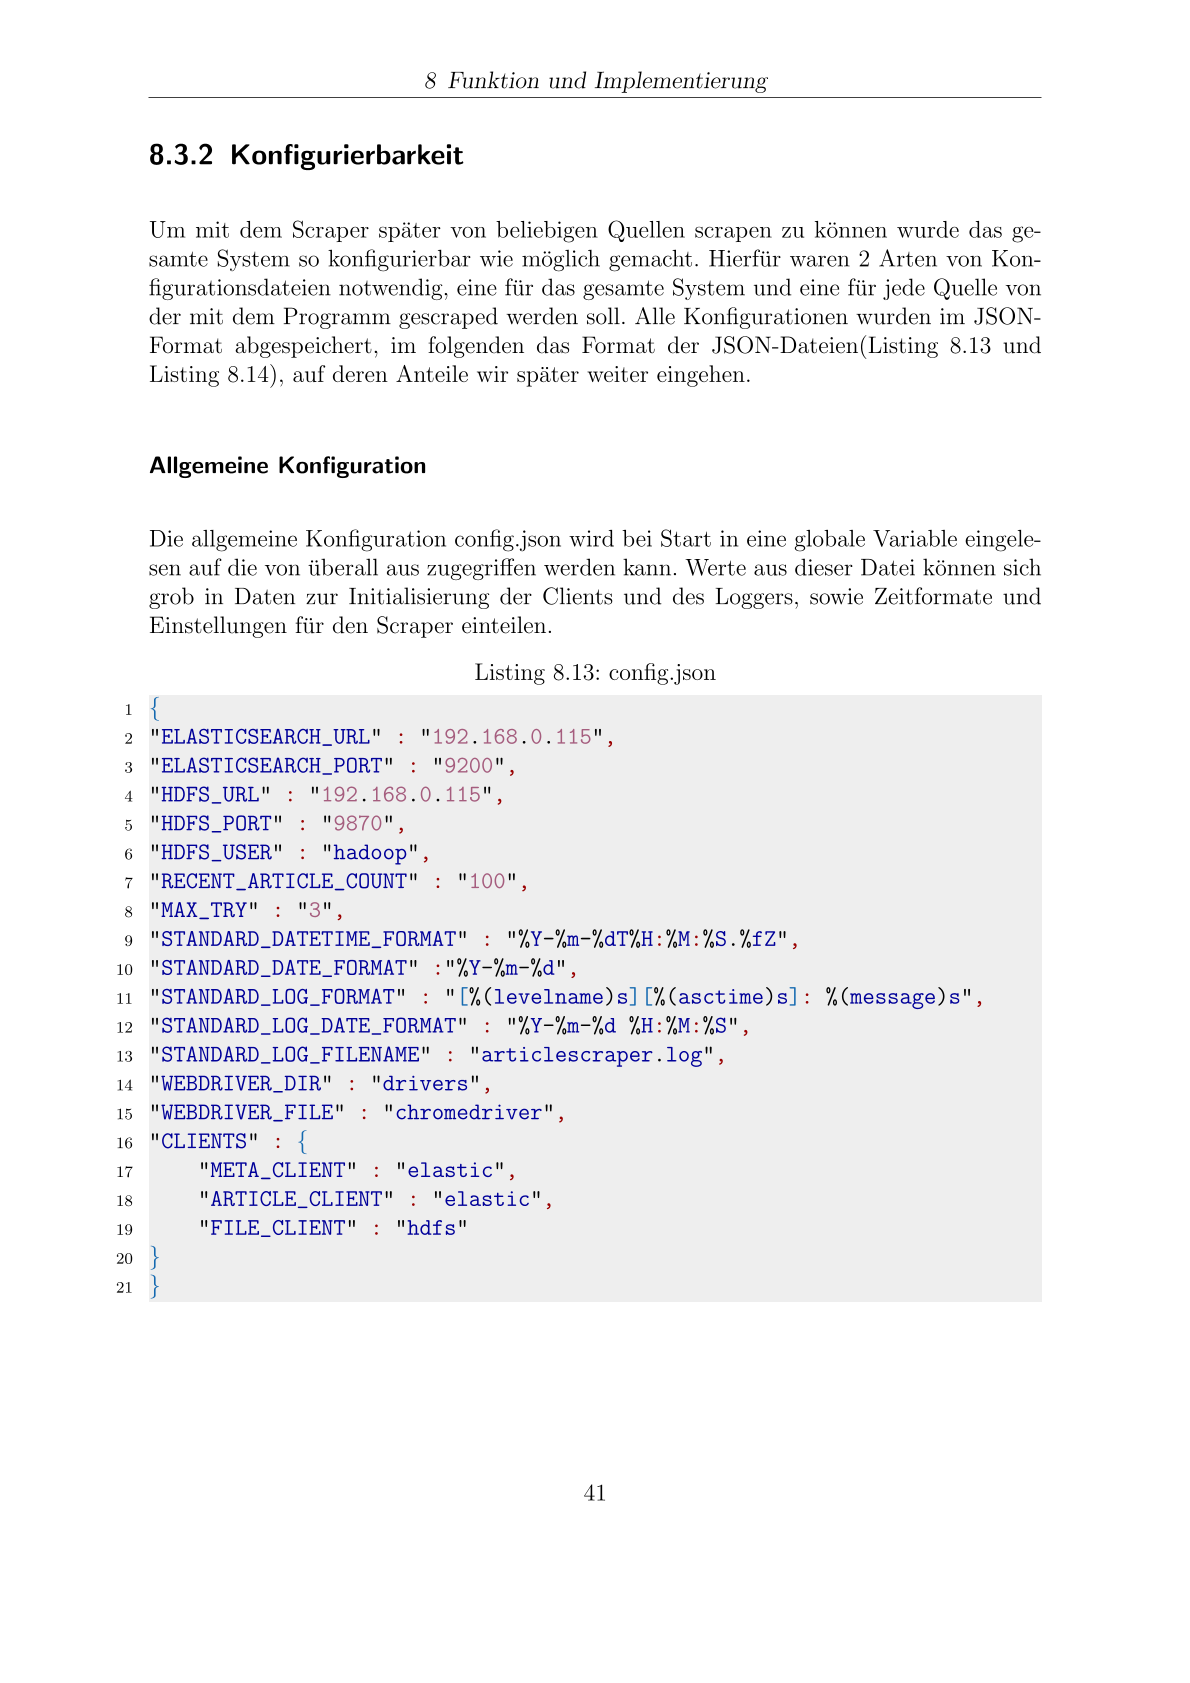 8 Funktion und Implementierung
8.3.2 Konfigurierbarkeit
Um mit dem Scraper später von beliebigen Quellen scrapen zu können wurde das ge-
samte System so konfigurierbar wie möglich gemacht. Hierfür waren 2 Arten von Kon-
figurationsdateien notwendig, eine für das gesamte System und eine für jede Quelle von
der mit dem Programm gescraped werden soll. Alle Konfigurationen wurden im JSON-
Format abgespeichert, im folgenden das Format der JSON-Dateien(Listing 8.13 und
Listing 8.14), auf deren Anteile wir später weiter eingehen.
Allgemeine Konfiguration
Die allgemeine Konfiguration config.json wird bei Start in eine globale Variable eingele-
sen auf die von überall aus zugegriffen werden kann. Werte aus dieser Datei können sich
grob in Daten zur Initialisierung der Clients und des Loggers, sowie Zeitformate und
Einstellungen für den Scraper einteilen.
Listing 8.13: config.json
1 {
2 "ELASTICSEARCH_URL" : "192.168.0.115",
3 "ELASTICSEARCH_PORT" : "9200",
4 "HDFS_URL" : "192.168.0.115",
5 "HDFS_PORT" : "9870",
6 "HDFS_USER" : "hadoop",
7 "RECENT_ARTICLE_COUNT" : "100",
8 "MAX_TRY" : "3",
9 "STANDARD_DATETIME_FORMAT" : "%Y-%m-%dT%H:%M:%S.%fZ",
10 "STANDARD_DATE_FORMAT" :"%Y-%m-%d",
11 "STANDARD_LOG_FORMAT" : "[%(levelname)s][%(asctime)s]: %(message)s",
12 "STANDARD_LOG_DATE_FORMAT" : "%Y-%m-%d %H:%M:%S",
13 "STANDARD_LOG_FILENAME" : "articlescraper.log",
14 "WEBDRIVER_DIR" : "drivers",
15 "WEBDRIVER_FILE" : "chromedriver",
16 "CLIENTS" : {
17     "META_CLIENT" : "elastic",
18     "ARTICLE_CLIENT" : "elastic",
19     "FILE_CLIENT" : "hdfs"
20 }
21 }
41